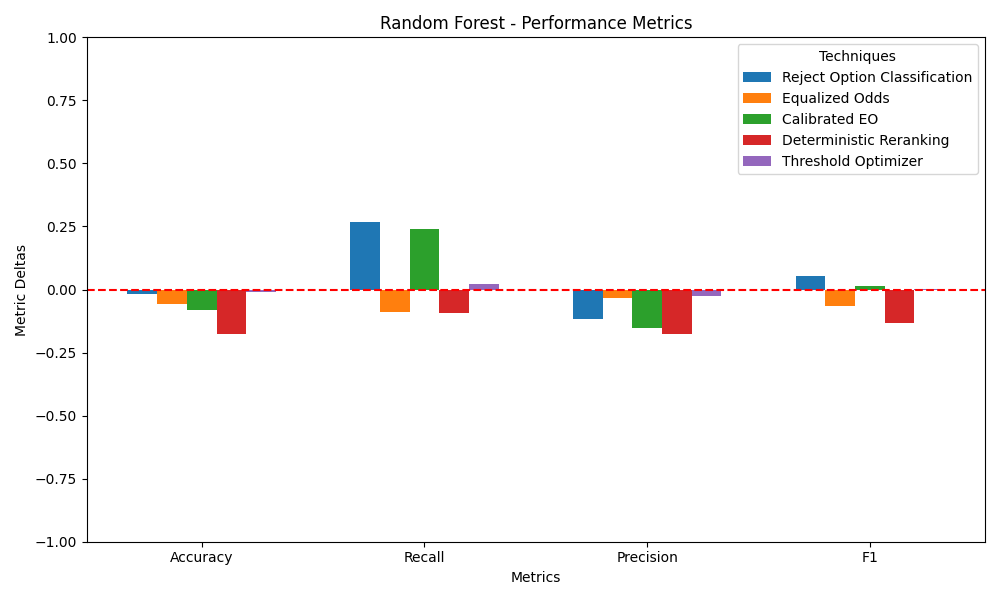 Random Forest - Performance Metrics
Techniques
Reject Option Classification
Equalized Odds
Calibrated EO
Deterministic Reranking
Threshold Optimizer
Metric Deltas
1.00
0.75
0.50
0.25
0.00
−0.25
−0.50
−0.75
−1.00
Accuracy
Recall
Precision
F1
Metrics